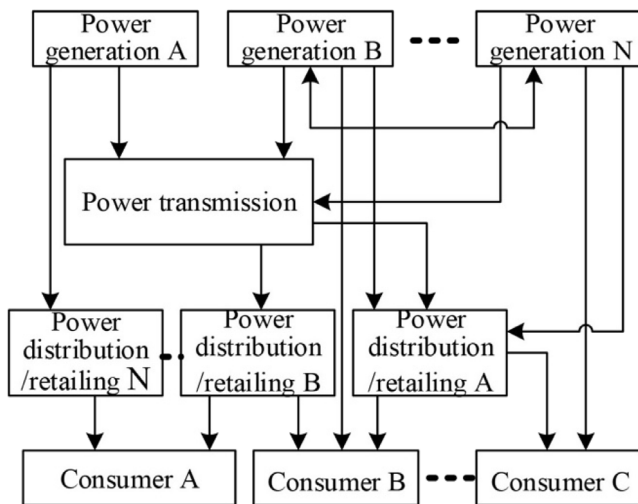 Power
generation A
Power
generation B
Power
generation N
Power transmission
Power
distribution
/retailing N
Power
distribution
/retailing B
Power
distribution
/retailing A
Consumer A
Consumer B
Consumer C